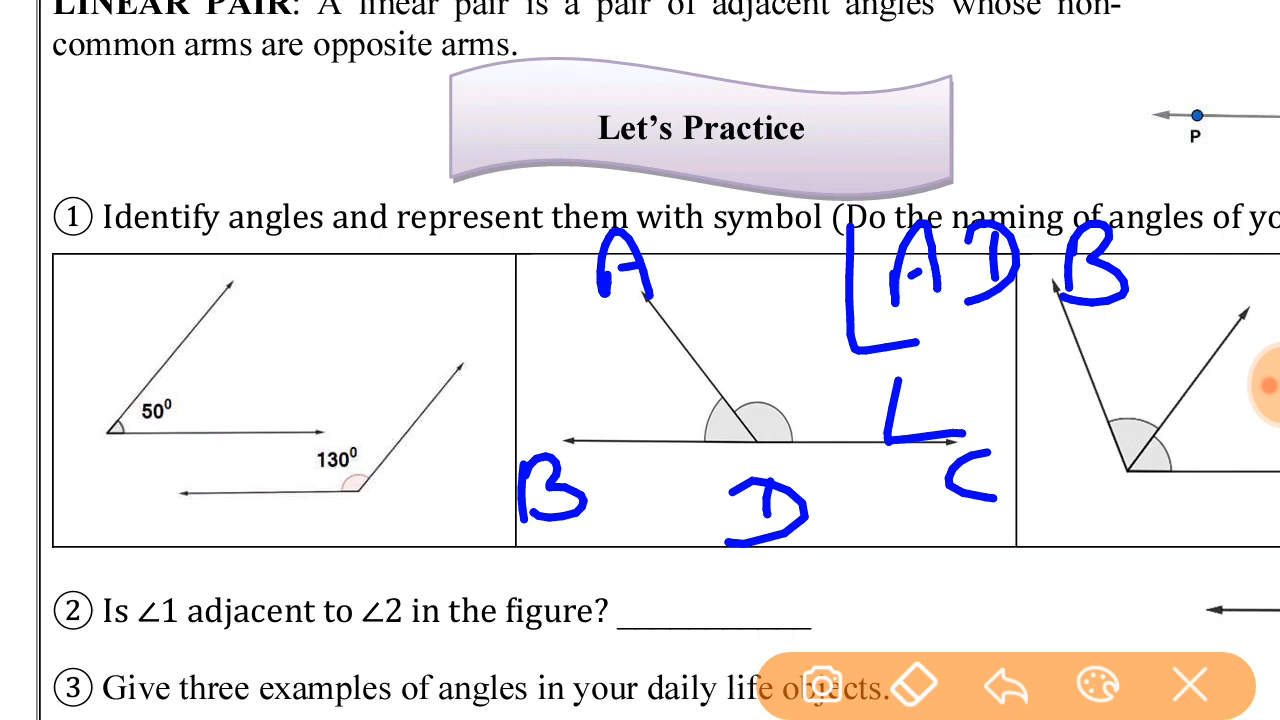 LINEAR PAIR: A linear pair is a pair of adjacent angles whose non-
common arms are opposite arms.
Let's Practice
P
① Identify angles and represent them with symbol (Do the naming of angles of yo
A
∠ADB
50⁰
130⁰
∠
B
D
C
② Is ∠1 adjacent to ∠2 in the figure? ____________
③ Give three examples of angles in your daily life objects.